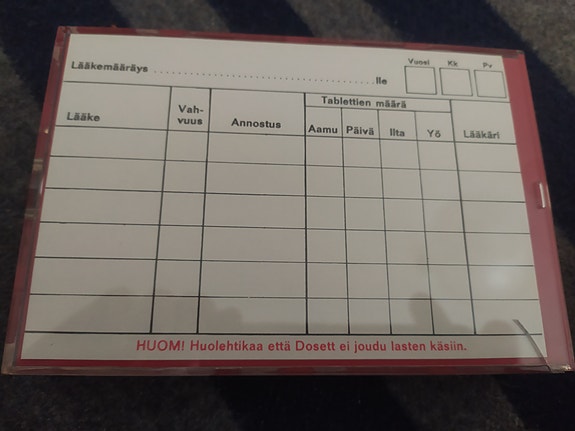 Vuosi Kk Pv
Lääkemääräys ........................................lle
Tablettien määrä
Lääke Vah-vuus Annostus Aamu Päivä Ilta Yö Lääkäri
HUOM! Huolehtikaa että Dosett ei joudu lasten käsiin.